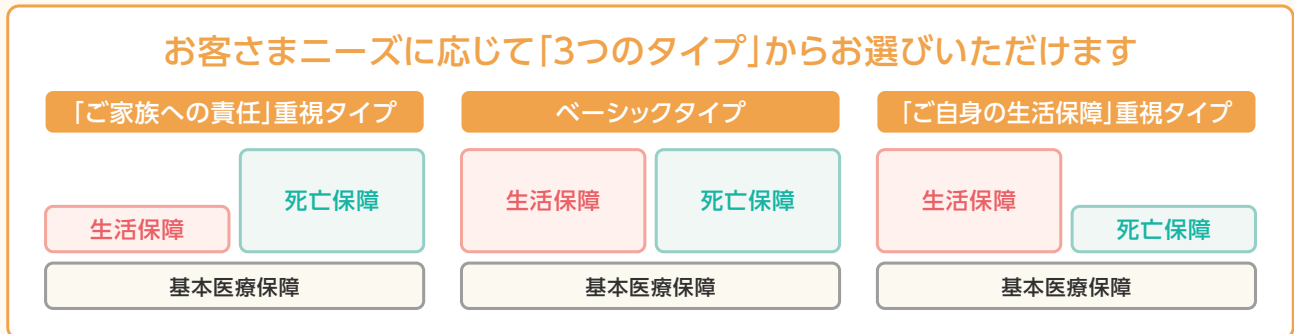 お客さまニーズに応じて｢3つのタイプ｣からお選びいただけます
｢ご家族への責任｣重視タイプ
生活保障
死亡保障
基本医療保障
ベーシックタイプ
生活保障
死亡保障
基本医療保障
｢ご自身の生活保障｣重視タイプ
生活保障
死亡保障
基本医療保障